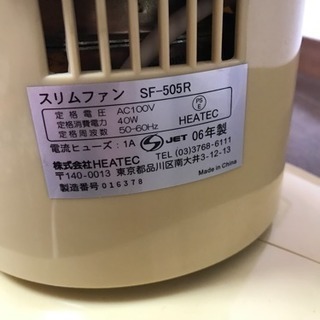 スリムファン SF-505R
定格電圧 AC100V
定格消費電力 40W
定格周波数 50-60Hz
PS
E
HEATEC
電流ヒューズ：1A
S JET 06年製
株式会社HEATEC TEL (03)3768-6111
〒140-0013 東京都品川区南大井3-12-13
製造番号 015378
Made in China